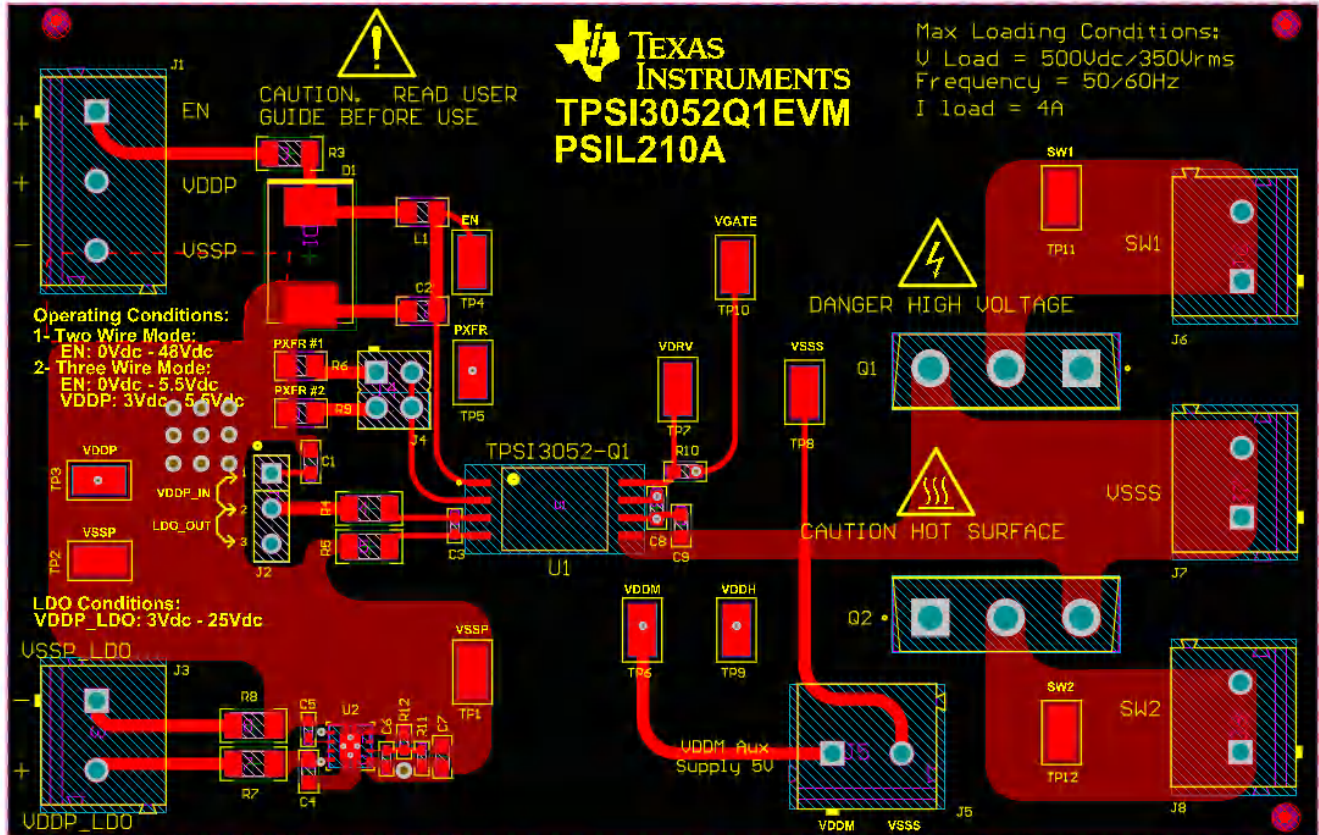 J1
EN
VDDP
VSSP
+
+
-
CAUTION. READ USER
GUIDE BEFORE USE
TEXAS
INSTRUMENTS
TPSI3052Q1EVM
PSIL210A
Max Loading Conditions:
V Load = 500Vdc/350Vrms
Frequency = 50/60Hz
I load = 4A
R3
D1
L1
C2
EN
TP4
PXFR
TP5
VGATE
TP10
SW1
TP11
SW1
J6
DANGER HIGH VOLTAGE
Operating Conditions:
1- Two Wire Mode:
EN: 0Vdc - 48Vdc
2- Three Wire Mode:
EN: 0Vdc - 5.5Vdc
VDDP: 3Vdc - 5.5Vdc
PXFR #1
R6
PXFR #2
R9
J4
VDRV
TP7
VSSS
TP8
Q1
VDDP
TP3
VSSP
TP2
VDDP_IN
LDO_OUT
1
2
3
J2
C1
R4
R5
C3
TPSI3052-Q1
U1
R10
C8
C9
CAUTION HOT SURFACE
VSSS
J7
LDO Conditions:
VDDP_LDO: 3Vdc - 25Vdc
VSSP_LDO
J3
-
+
VDDP_LDO
R8
R7
C5
C4
U2
C6
R12
R11
C7
VSSP
TP1
VDDM
TP6
VDDH
TP9
Q2
VDDM Aux
Supply 5V
J5
VDDM
VSSS
SW2
TP12
SW2
J8